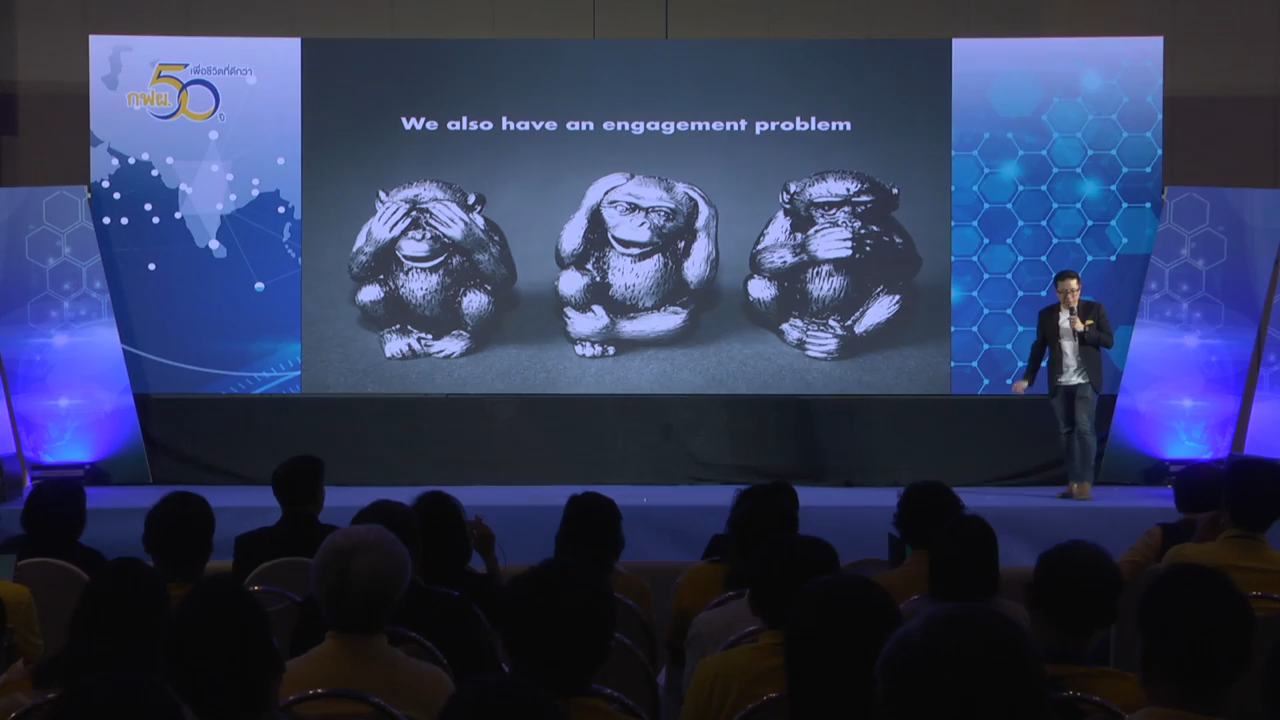 เพื่อชีวิตที่ดีกว่า
กฟผ. 50 ปี
We also have an engagement problem